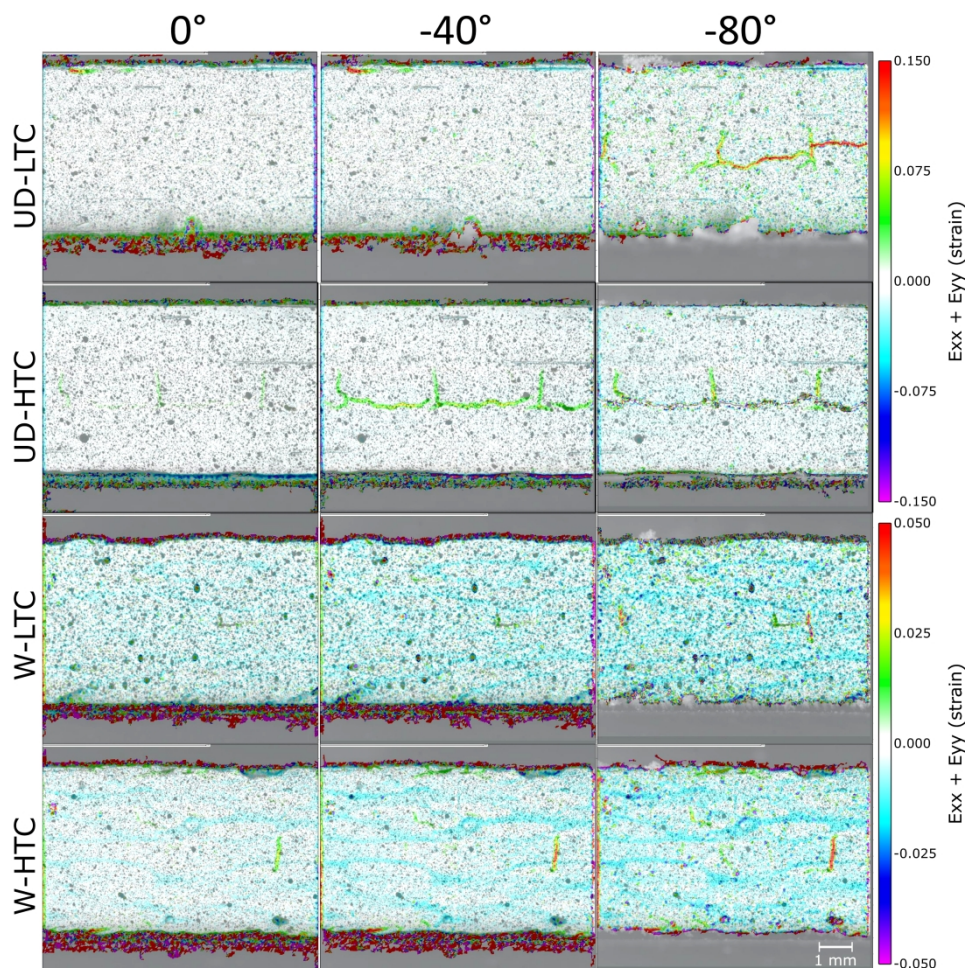 0° -40° -80°
UD-LTC
UD-HTC
W-LTC
W-HTC
0.150
0.075
0.000
-0.075
-0.150
Exx + Eyy (strain)
0.050
0.025
0.000
-0.025
-0.050
Exx + Eyy (strain)
1 mm